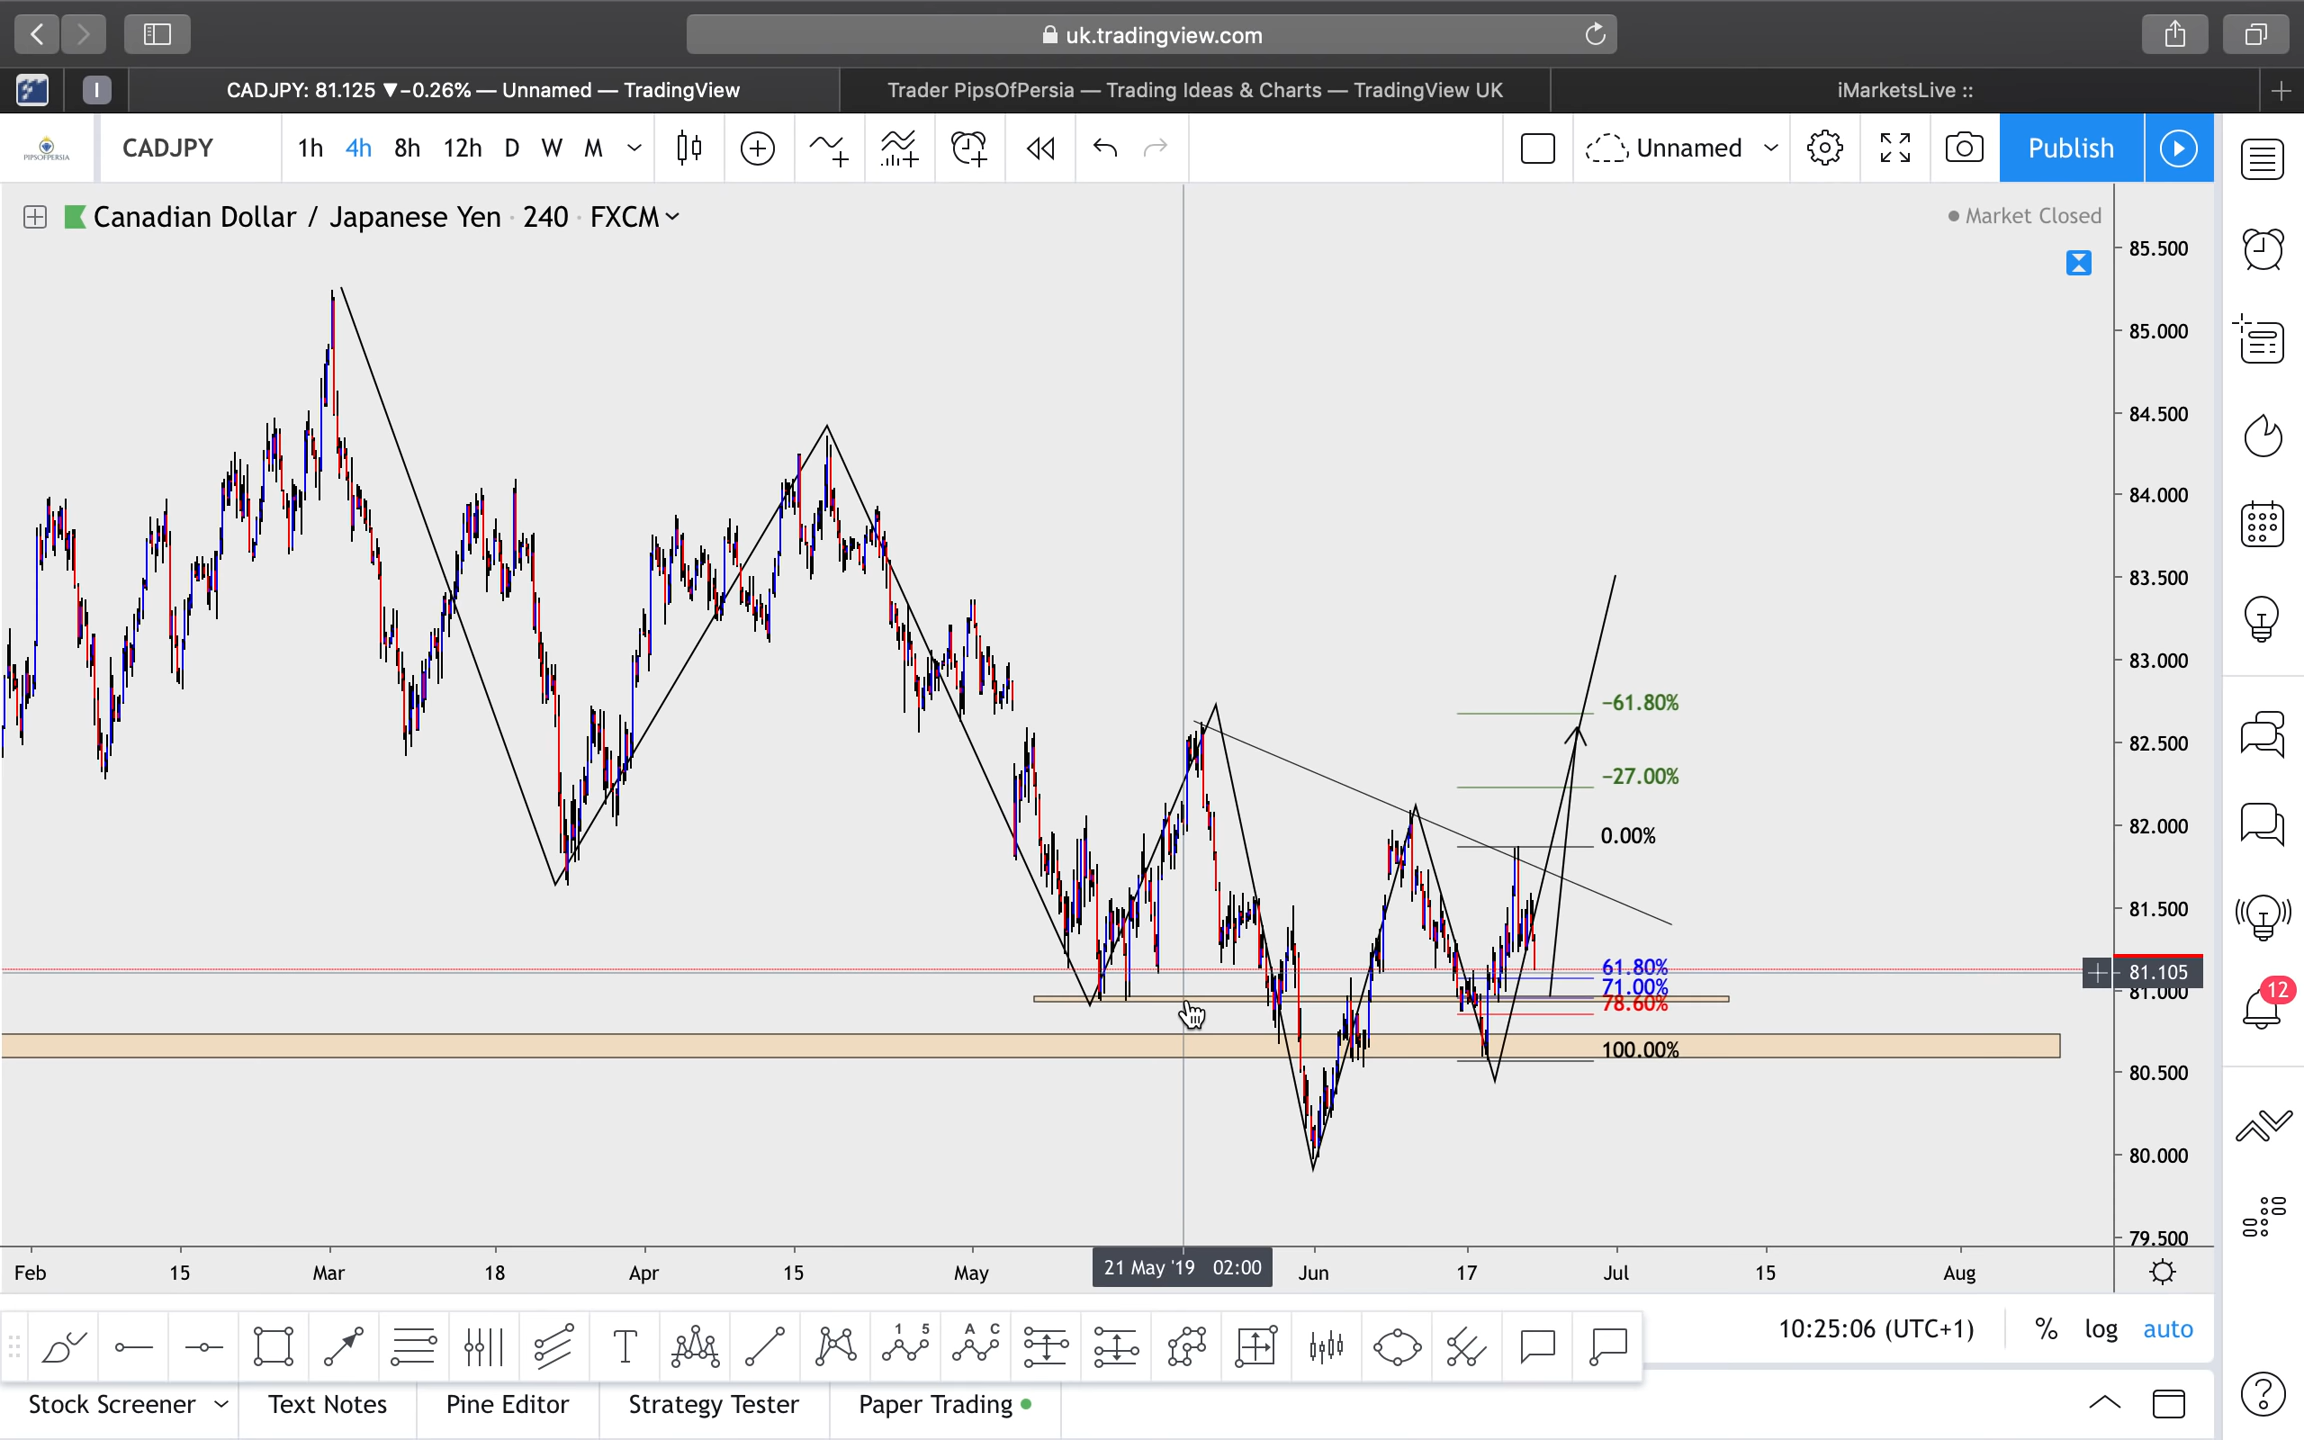 uk.tradingview.com
I
CADJPY: 81.125 ▼−0.26% — Unnamed — TradingView
Trader PipsOfPersia — Trading Ideas & Charts — TradingView UK
iMarketsLive ::
PIPSOFPERSIA
CADJPY
1h 4h 8h 12h D W M
Unnamed
Publish
Canadian Dollar / Japanese Yen · 240 · FXCM
Market Closed
85.500
85.000
84.500
84.000
83.500
83.000
−61.80%
82.500
−27.00%
82.000
0.00%
81.500
61.80%
81.105
71.00%
81.000
78.60%
100.00%
80.500
80.000
79.500
12
Feb 15 Mar 18 Apr 15 May 21 May '19 02:00 Jun 17 Jul 15 Aug
1 5
A C
T
10:25:06 (UTC+1) % log auto
Stock Screener Text Notes Pine Editor Strategy Tester Paper Trading